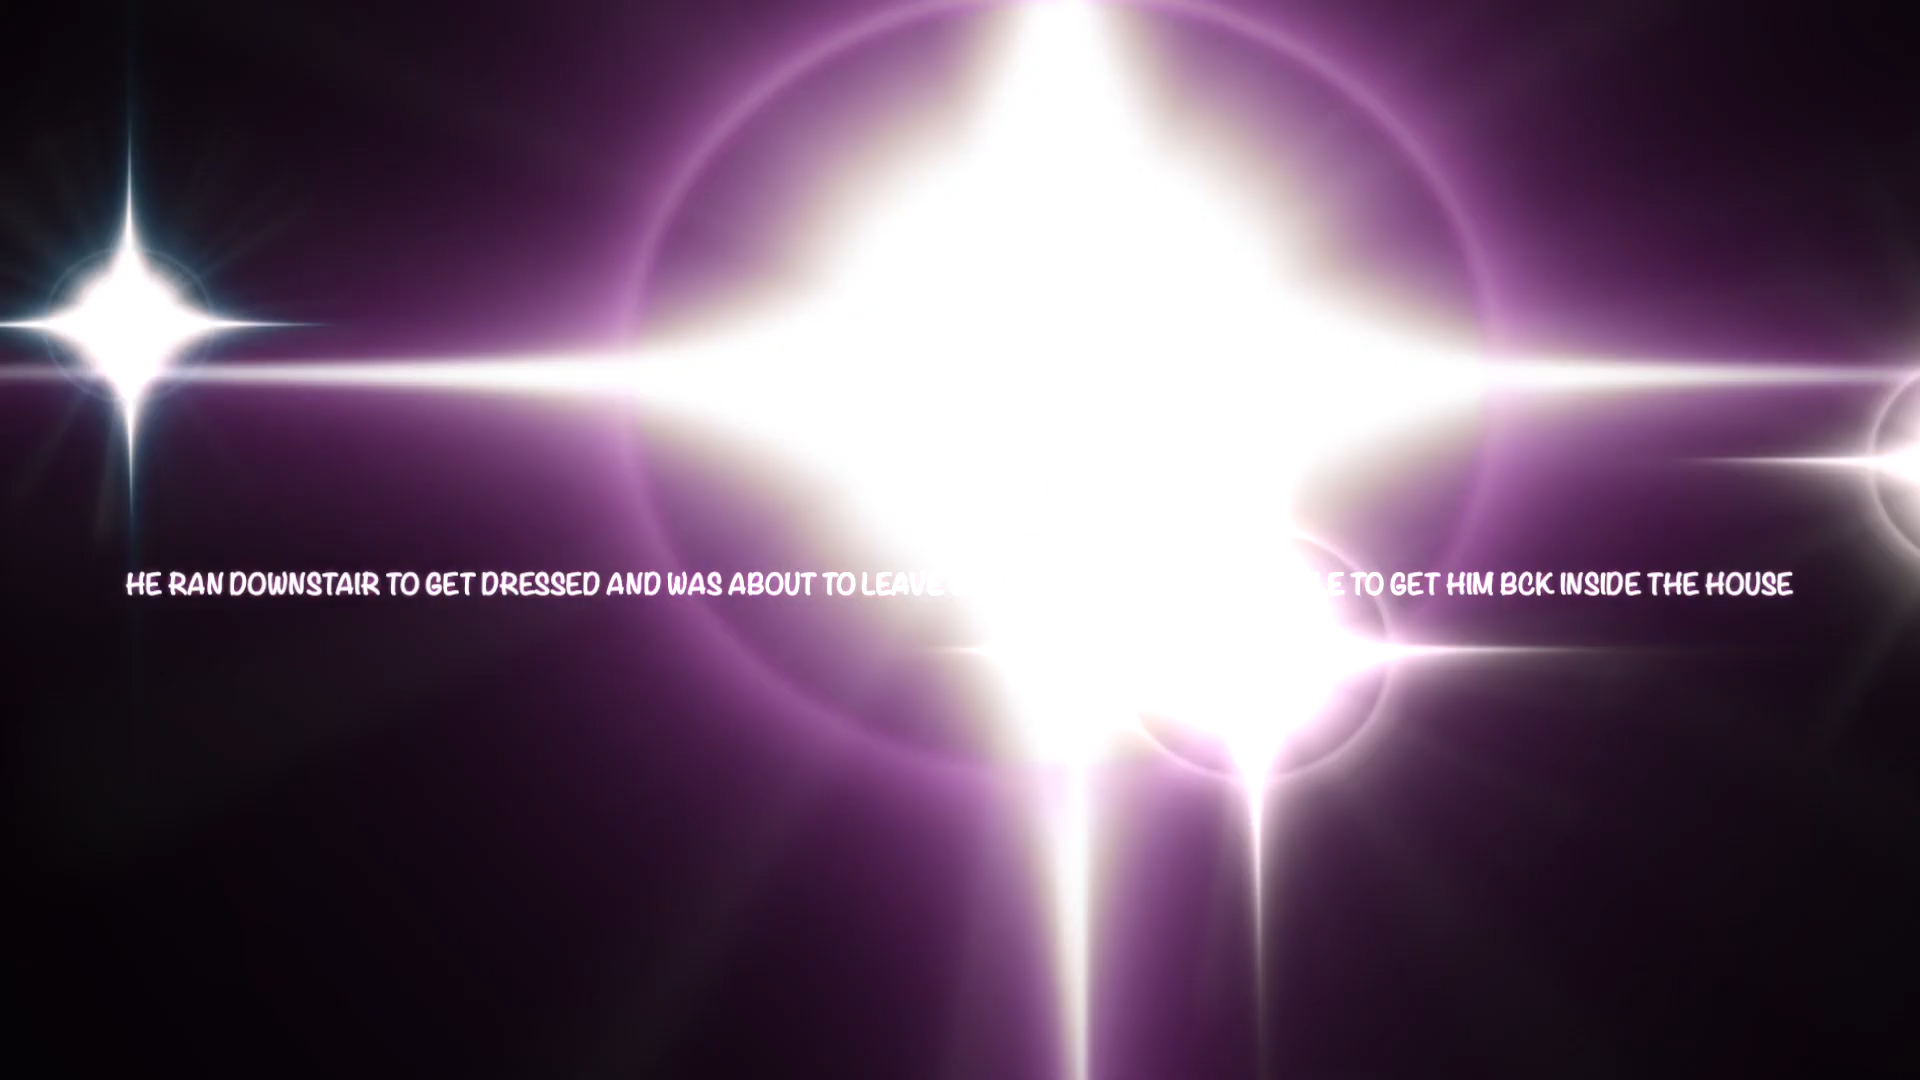 HE RAN DOWNSTAIR TO GET DRESSED AND WAS ABOUT TO LEAVE TO GET HIM BCK INSIDE THE HOUSE